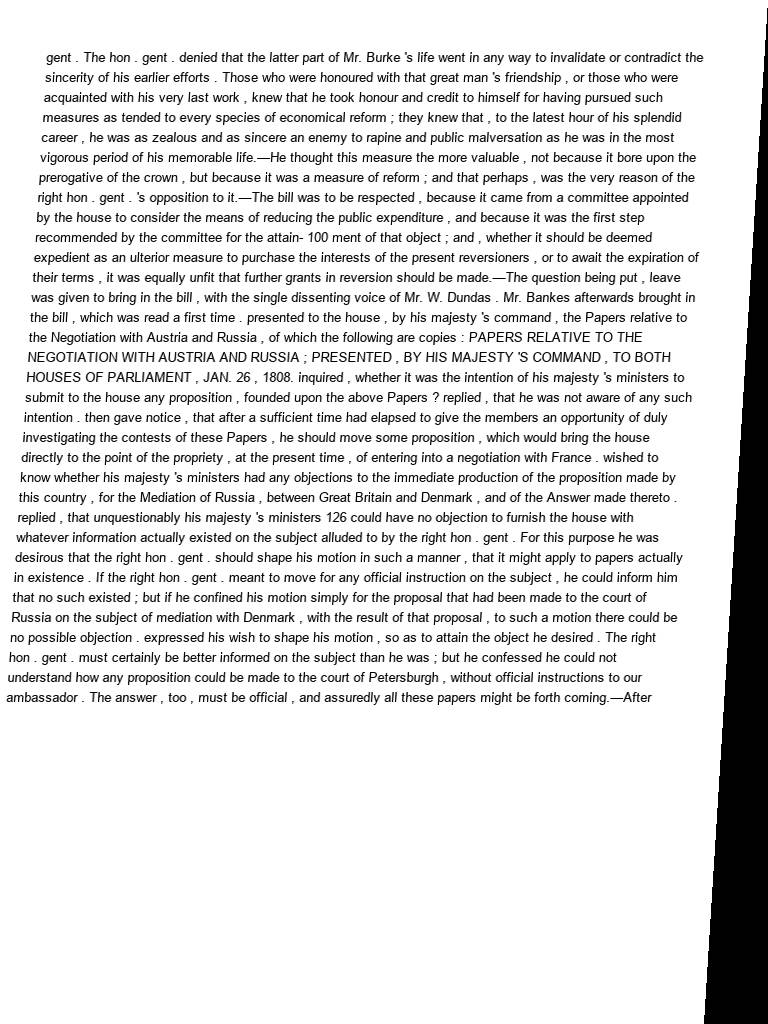 gent . The hon . gent . denied that the latter part of Mr. Burke 's life went in any way to invalidate or contradict the
sincerity of his earlier efforts . Those who were honoured with that great man 's friendship , or those who were
acquainted with his very last work , knew that he took honour and credit to himself for having pursued such
measures as tended to every species of economical reform ; they knew that , to the latest hour of his splendid
career , he was as zealous and as sincere an enemy to rapine and public malversation as he was in the most
vigorous period of his memorable life.—He thought this measure the more valuable , not because it bore upon the
prerogative of the crown , but because it was a measure of reform ; and that perhaps , was the very reason of the
right hon . gent . 's opposition to it.—The bill was to be respected , because it came from a committee appointed
by the house to consider the means of reducing the public expenditure , and because it was the first step
recommended by the committee for the attain- 100 ment of that object ; and , whether it should be deemed
expedient as an ulterior measure to purchase the interests of the present reversioners , or to await the expiration of
their terms , it was equally unfit that further grants in reversion should be made.—The question being put , leave
was given to bring in the bill , with the single dissenting voice of Mr. W. Dundas . Mr. Bankes afterwards brought in
the bill , which was read a first time . presented to the house , by his majesty 's command , the Papers relative to
the Negotiation with Austria and Russia , of which the following are copies : PAPERS RELATIVE TO THE
NEGOTIATION WITH AUSTRIA AND RUSSIA ; PRESENTED , BY HIS MAJESTY 'S COMMAND , TO BOTH
HOUSES OF PARLIAMENT , JAN. 26 , 1808. inquired , whether it was the intention of his majesty 's ministers to
submit to the house any proposition , founded upon the above Papers ? replied , that he was not aware of any such
intention . then gave notice , that after a sufficient time had elapsed to give the members an opportunity of duly
investigating the contests of these Papers , he should move some proposition , which would bring the house
directly to the point of the propriety , at the present time , of entering into a negotiation with France . wished to
know whether his majesty 's ministers had any objections to the immediate production of the proposition made by
this country , for the Mediation of Russia , between Great Britain and Denmark , and of the Answer made thereto .
replied , that unquestionably his majesty 's ministers 126 could have no objection to furnish the house with
whatever information actually existed on the subject alluded to by the right hon . gent . For this purpose he was
desirous that the right hon . gent . should shape his motion in such a manner , that it might apply to papers actually
in existence . If the right hon . gent . meant to move for any official instruction on the subject , he could inform him
that no such existed ; but if he confined his motion simply for the proposal that had been made to the court of
Russia on the subject of mediation with Denmark , with the result of that proposal , to such a motion there could be
no possible objection . expressed his wish to shape his motion , so as to attain the object he desired . The right
hon . gent . must certainly be better informed on the subject than he was ; but he confessed he could not
understand how any proposition could be made to the court of Petersburgh , without official instructions to our
ambassador . The answer , too , must be official , and assuredly all these papers might be forth coming.—After